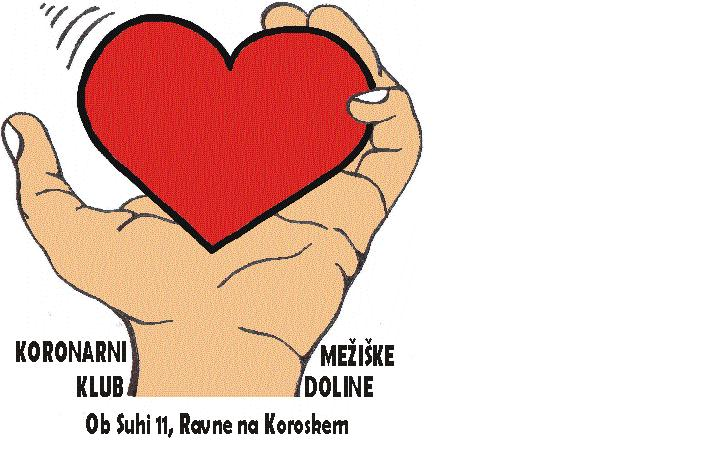 KORONARNI MEŽIŠKE
KLUB DOLINE
Ob Suhi 11, Ravne na Koroskem